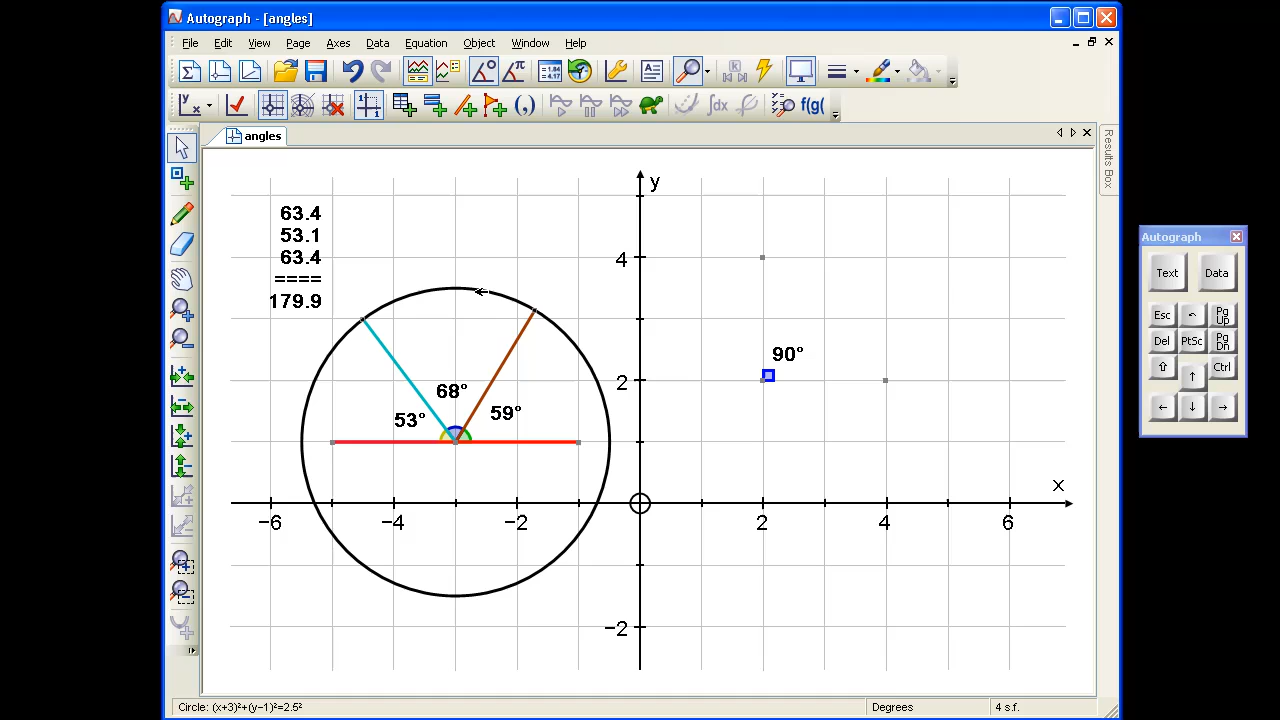 Autograph - [angles]
File Edit View Page Axes Data Equation Object Window Help
angles
Results Box
y
63.4
53.1
63.4
====
179.9
4
2
−2
90°
68°
53°
59°
x
−6 −4 −2 2 4 6
Autograph
Text Data
Esc Pg Up
Del PtSc Pg Dn
Ctrl
Circle: (x+3)²+(y−1)²=2.5² Degrees 4 s.f.